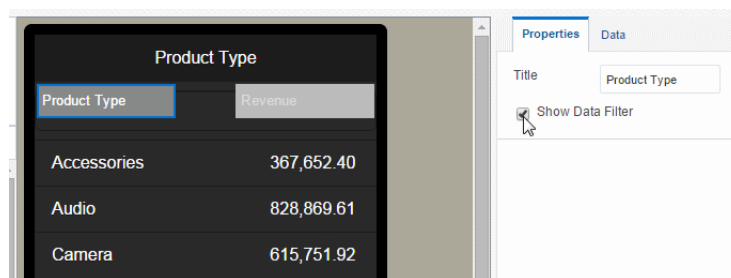 Product Type
Product Type Revenue
Accessories 367,652.40
Audio 828,869.61
Camera 615,751.92
Properties Data
Title Product Type
Show Data Filter